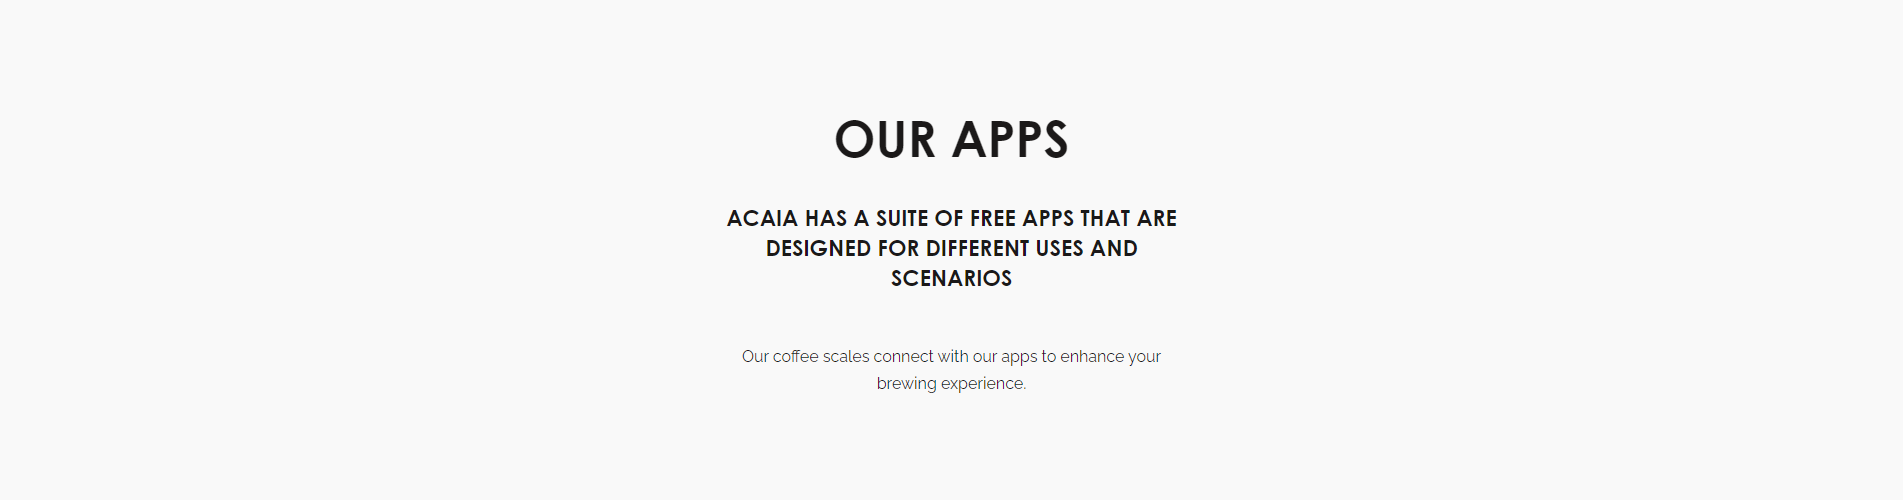 OUR APPS
ACAIA HAS A SUITE OF FREE APPS THAT ARE
DESIGNED FOR DIFFERENT USES AND
SCENARIOS
Our coffee scales connect with our apps to enhance your
brewing experience.